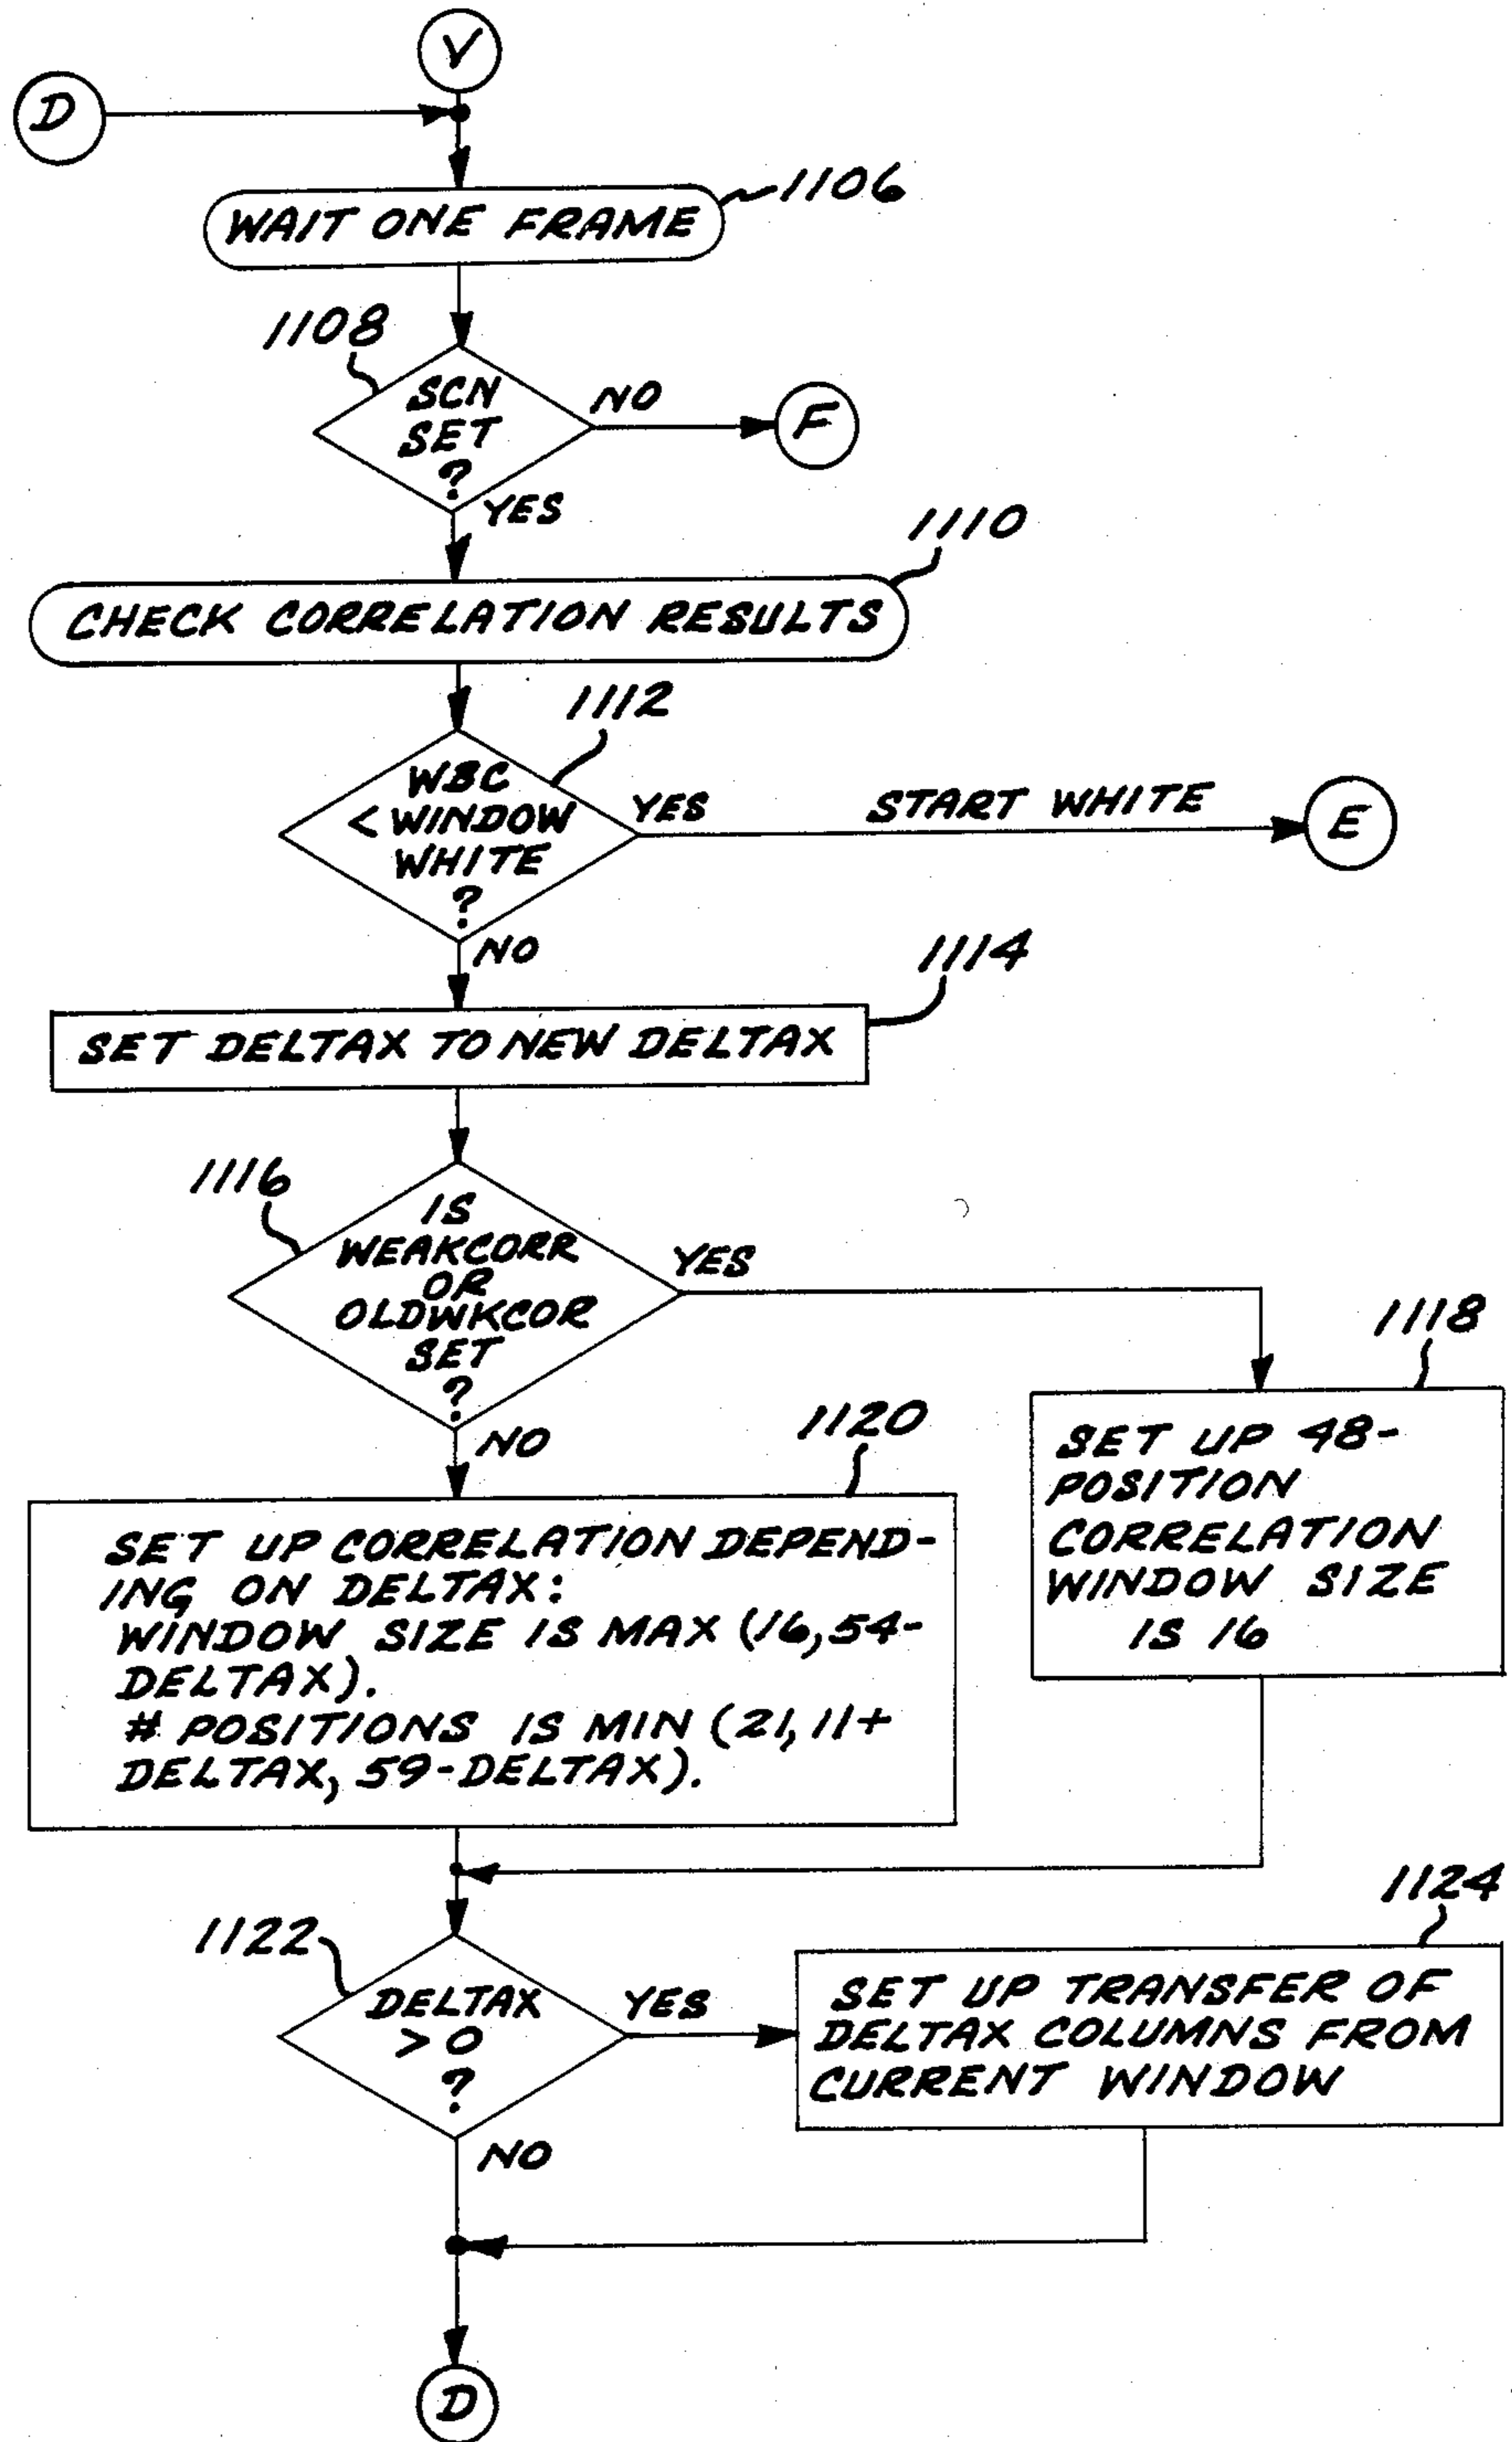 V
D
WAIT ONE FRAME
1106
1108
SCN
SET
?
NO
F
YES
1110
CHECK CORRELATION RESULTS
1112
WBC
< WINDOW
WHITE
?
YES
START WHITE
E
NO
1114
SET DELTAX TO NEW DELTAX
1116
IS
WEAKCORR
OR
OLDWKCOR
SET
?
YES
1118
NO
1120
SET UP 48-
POSITION
CORRELATION
WINDOW SIZE
IS 16
SET UP CORRELATION DEPEND-
ING ON DELTAX:
WINDOW SIZE IS MAX (16,54-
DELTAX).
# POSITIONS IS MIN (21,11+
DELTAX, 59-DELTAX).
1122
DELTAX
> 0
?
YES
1124
SET UP TRANSFER OF
DELTAX COLUMNS FROM
CURRENT WINDOW
NO
D